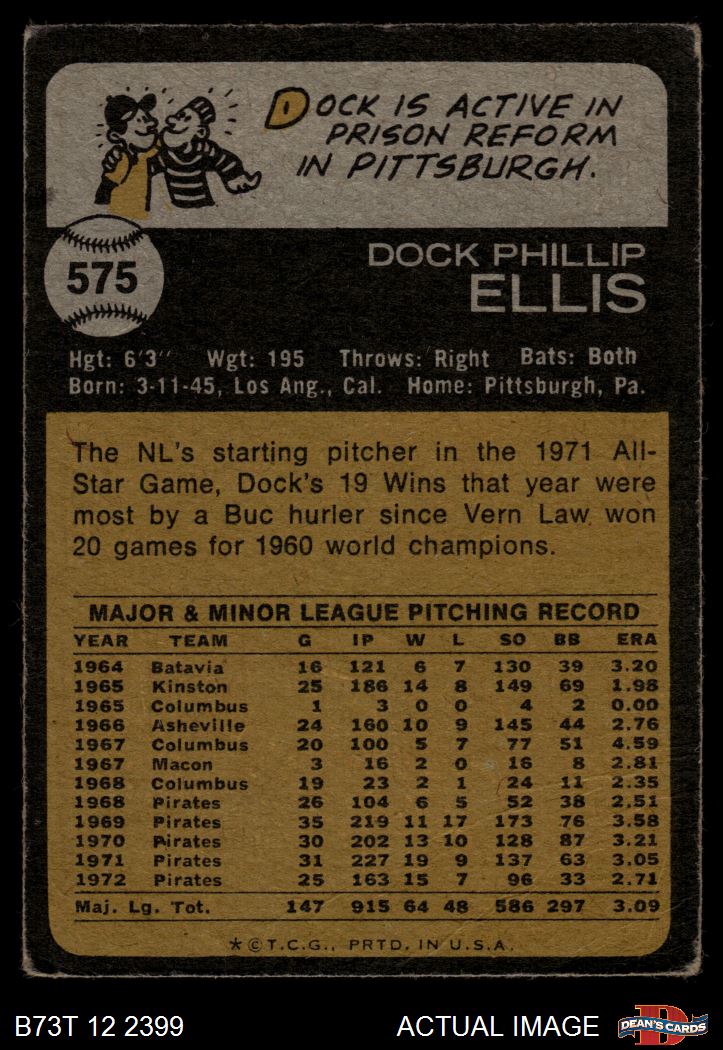 DOCK IS ACTIVE IN
PRISON REFORM
IN PITTSBURGH.
575
DOCK PHILLIP
ELLIS
Hgt: 6'3" Wgt: 195 Throws: Right Bats: Both
Born: 3-11-45, Los Ang., Cal. Home: Pittsburgh, Pa.
The NL's starting pitcher in the 1971 All-
Star Game, Dock's 19 Wins that year were
most by a Buc hurler since Vern Law won
20 games for 1960 world champions.
MAJOR & MINOR LEAGUE PITCHING RECORD
YEAR TEAM G IP W L SO BB ERA
1964 Batavia 16 121 6 7 130 39 3.20
1965 Kinston 25 186 14 8 149 69 1.98
1965 Columbus 1 3 0 0 4 2 0.00
1966 Asheville 24 160 10 9 145 44 2.76
1967 Columbus 20 100 5 7 77 51 4.59
1967 Macon 3 16 2 0 16 8 2.81
1968 Columbus 19 23 2 1 24 11 2.35
1968 Pirates 26 104 6 5 52 38 2.51
1969 Pirates 35 219 11 17 173 76 3.58
1970 Pirates 30 202 13 10 128 87 3.21
1971 Pirates 31 227 19 9 137 63 3.05
1972 Pirates 25 163 15 7 96 33 2.71
Maj. Lg. Tot. 147 915 64 48 586 297 3.09
*©T.C.G., PRTD. IN U.S.A.
B73T 12 2399 ACTUAL IMAGE DEAN'S CARDS